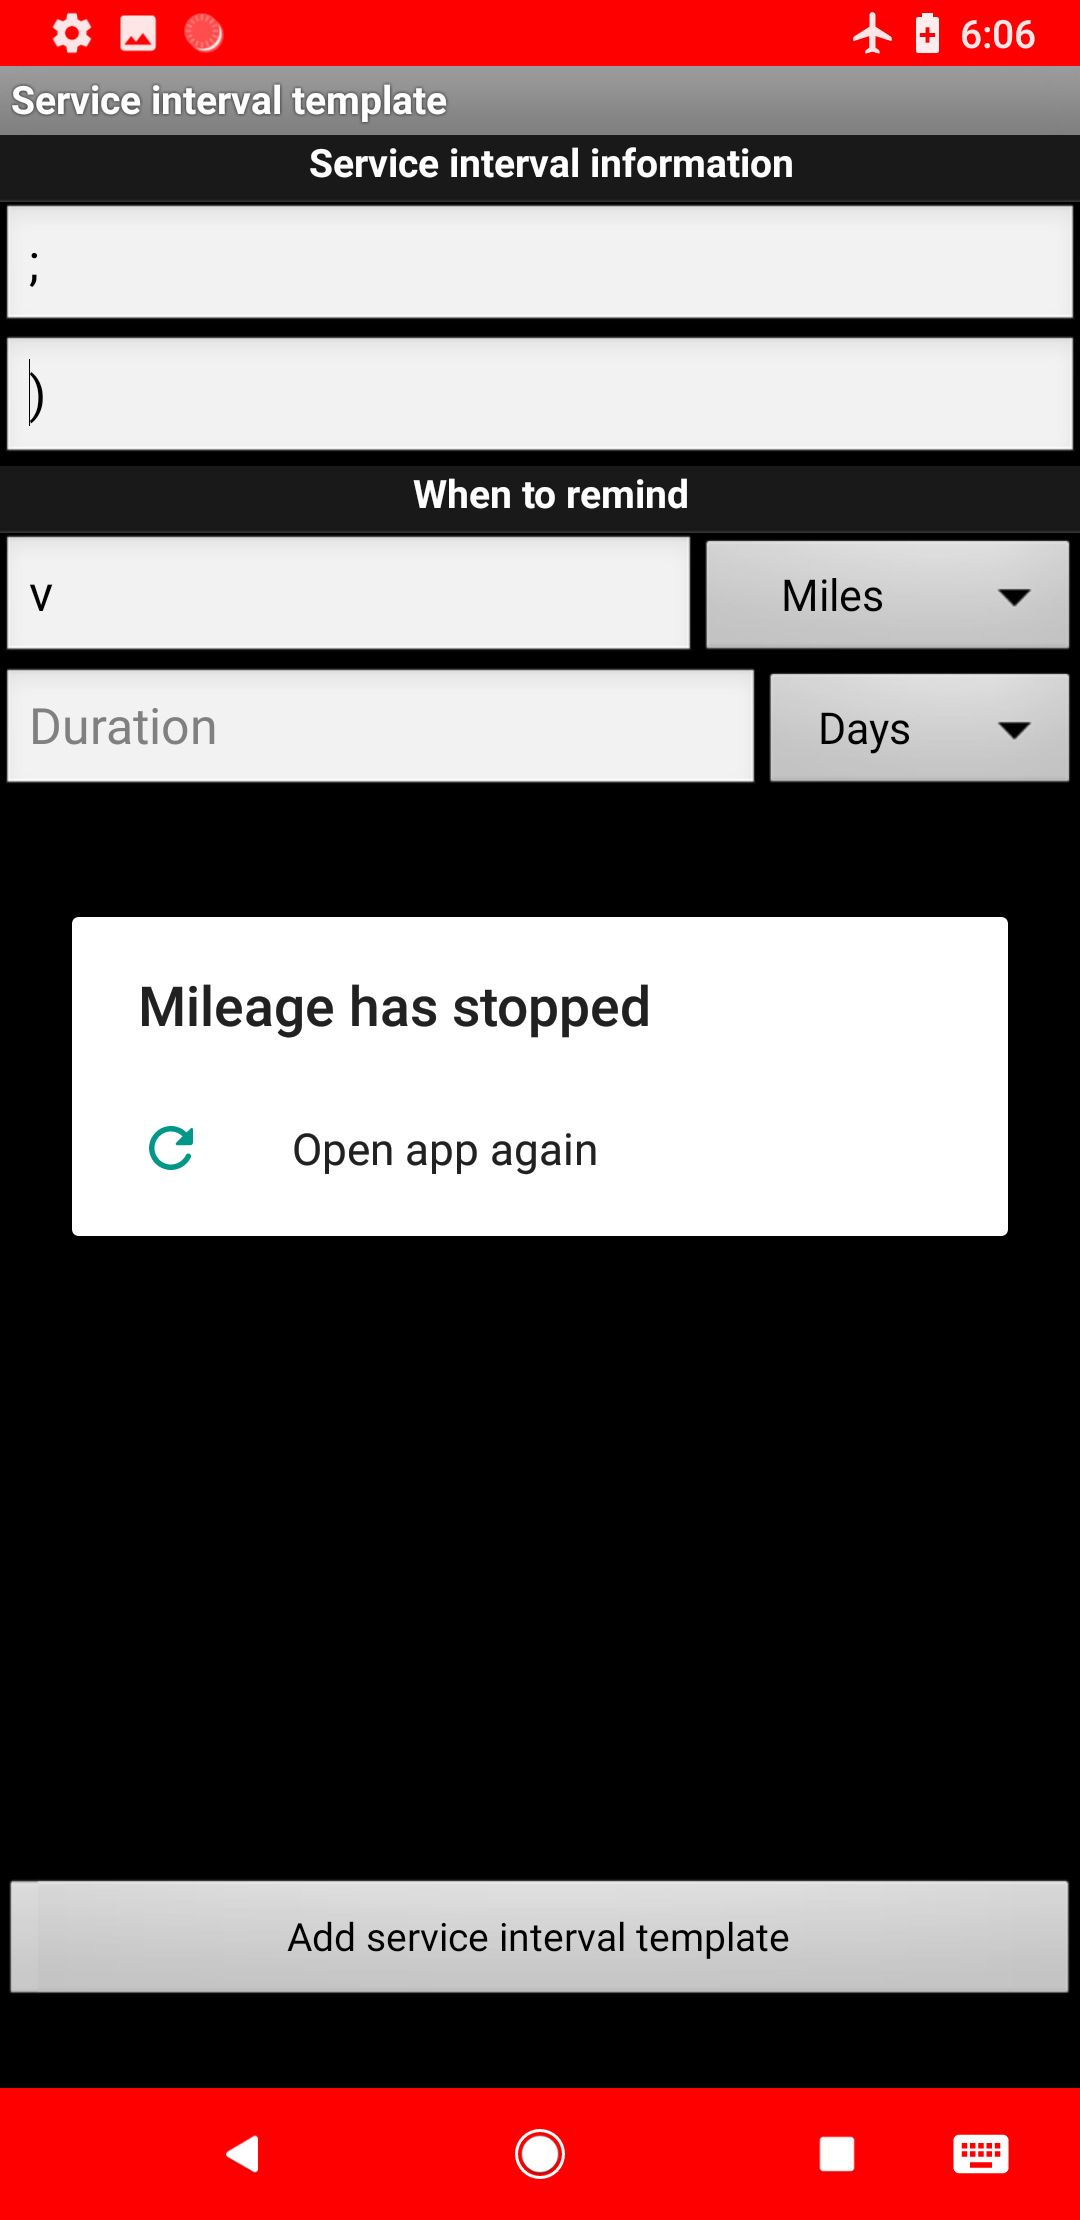 6:06
Service interval template
Service interval information
;
)
When to remind
v
Miles
Duration
Days
Mileage has stopped
Open app again
Add service interval template